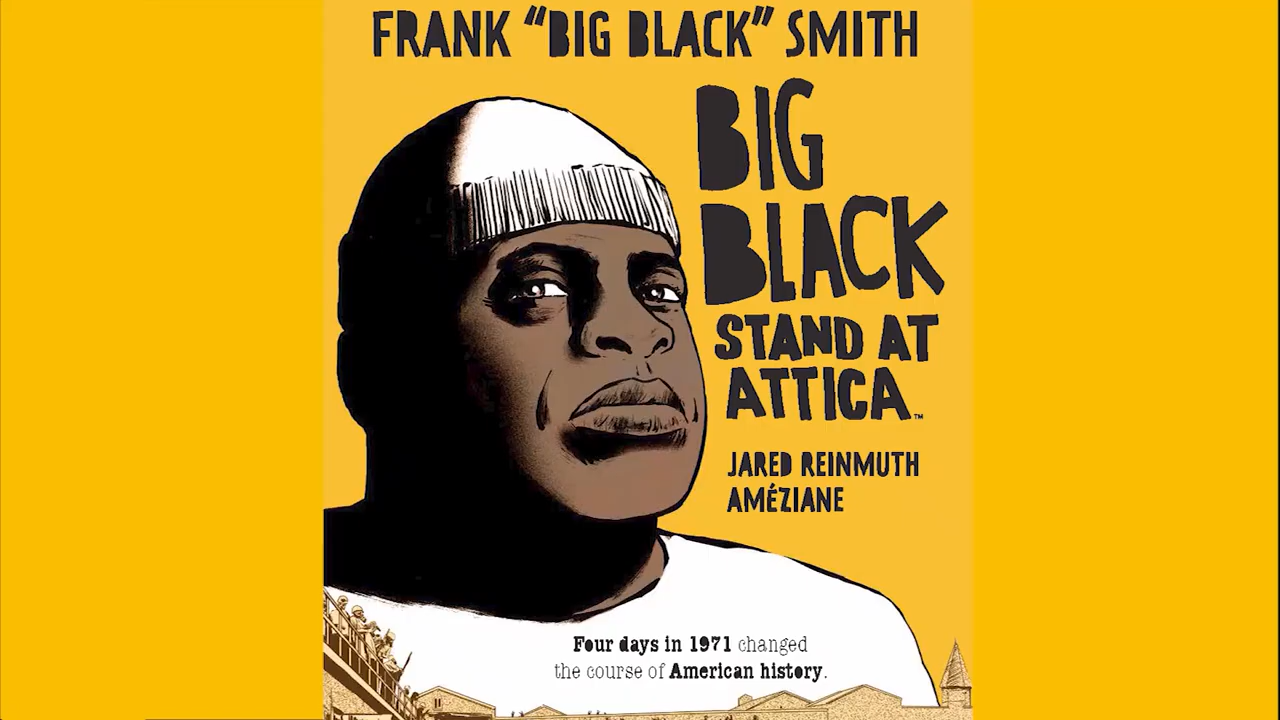 FRANK “BIG BLACK” SMITH
BIG
BLACK
STAND AT
ATTICA™
JARED REINMUTH
AMÉZIANE
Four days in 1971 changed
the course of American history.